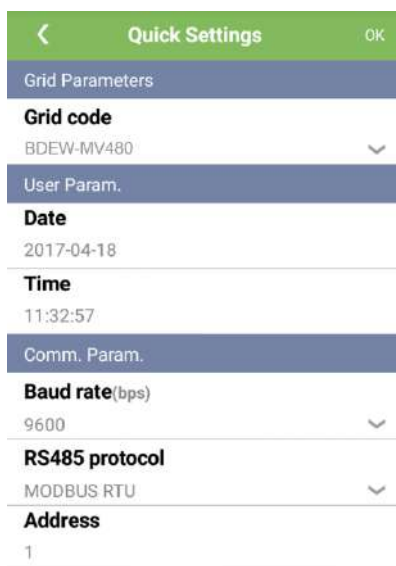 Quick Settings OK
Grid Parameters
Grid code
BDEW-MV480
User Param.
Date
2017-04-18
Time
11:32:57
Comm. Param.
Baud rate(bps)
9600
RS485 protocol
MODBUS RTU
Address
1